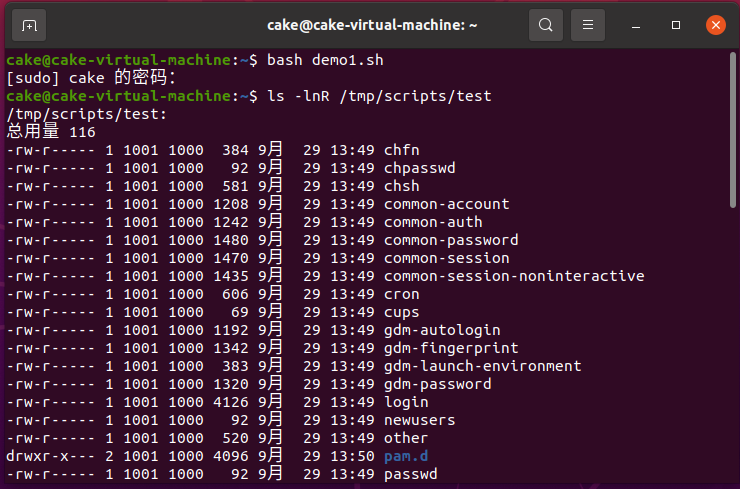 cake@cake-virtual-machine: ~
cake@cake-virtual-machine:~$ bash demo1.sh
[sudo] cake 的密码：
cake@cake-virtual-machine:~$ ls -lnR /tmp/scripts/test
/tmp/scripts/test:
总用量 116
-rw-r----- 1 1001 1000  384 9月  29 13:49 chfn
-rw-r----- 1 1001 1000   92 9月  29 13:49 chpasswd
-rw-r----- 1 1001 1000  581 9月  29 13:49 chsh
-rw-r----- 1 1001 1000 1208 9月  29 13:49 common-account
-rw-r----- 1 1001 1000 1242 9月  29 13:49 common-auth
-rw-r----- 1 1001 1000 1480 9月  29 13:49 common-password
-rw-r----- 1 1001 1000 1470 9月  29 13:49 common-session
-rw-r----- 1 1001 1000 1435 9月  29 13:49 common-session-noninteractive
-rw-r----- 1 1001 1000  606 9月  29 13:49 cron
-rw-r----- 1 1001 1000   69 9月  29 13:49 cups
-rw-r----- 1 1001 1000 1192 9月  29 13:49 gdm-autologin
-rw-r----- 1 1001 1000 1342 9月  29 13:49 gdm-fingerprint
-rw-r----- 1 1001 1000  383 9月  29 13:49 gdm-launch-environment
-rw-r----- 1 1001 1000 1320 9月  29 13:49 gdm-password
-rw-r----- 1 1001 1000 4126 9月  29 13:49 login
-rw-r----- 1 1001 1000   92 9月  29 13:49 newusers
-rw-r----- 1 1001 1000  520 9月  29 13:49 other
drwxr-x--- 2 1001 1000 4096 9月  29 13:50 pam.d
-rw-r----- 1 1001 1000   92 9月  29 13:49 passwd